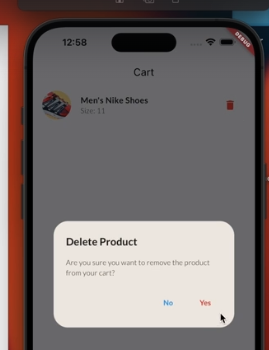 12:58
DEBUG
Cart
Men's Nike Shoes
Size: 11
Delete Product
Are you sure you want to remove the product
from your cart?
No Yes